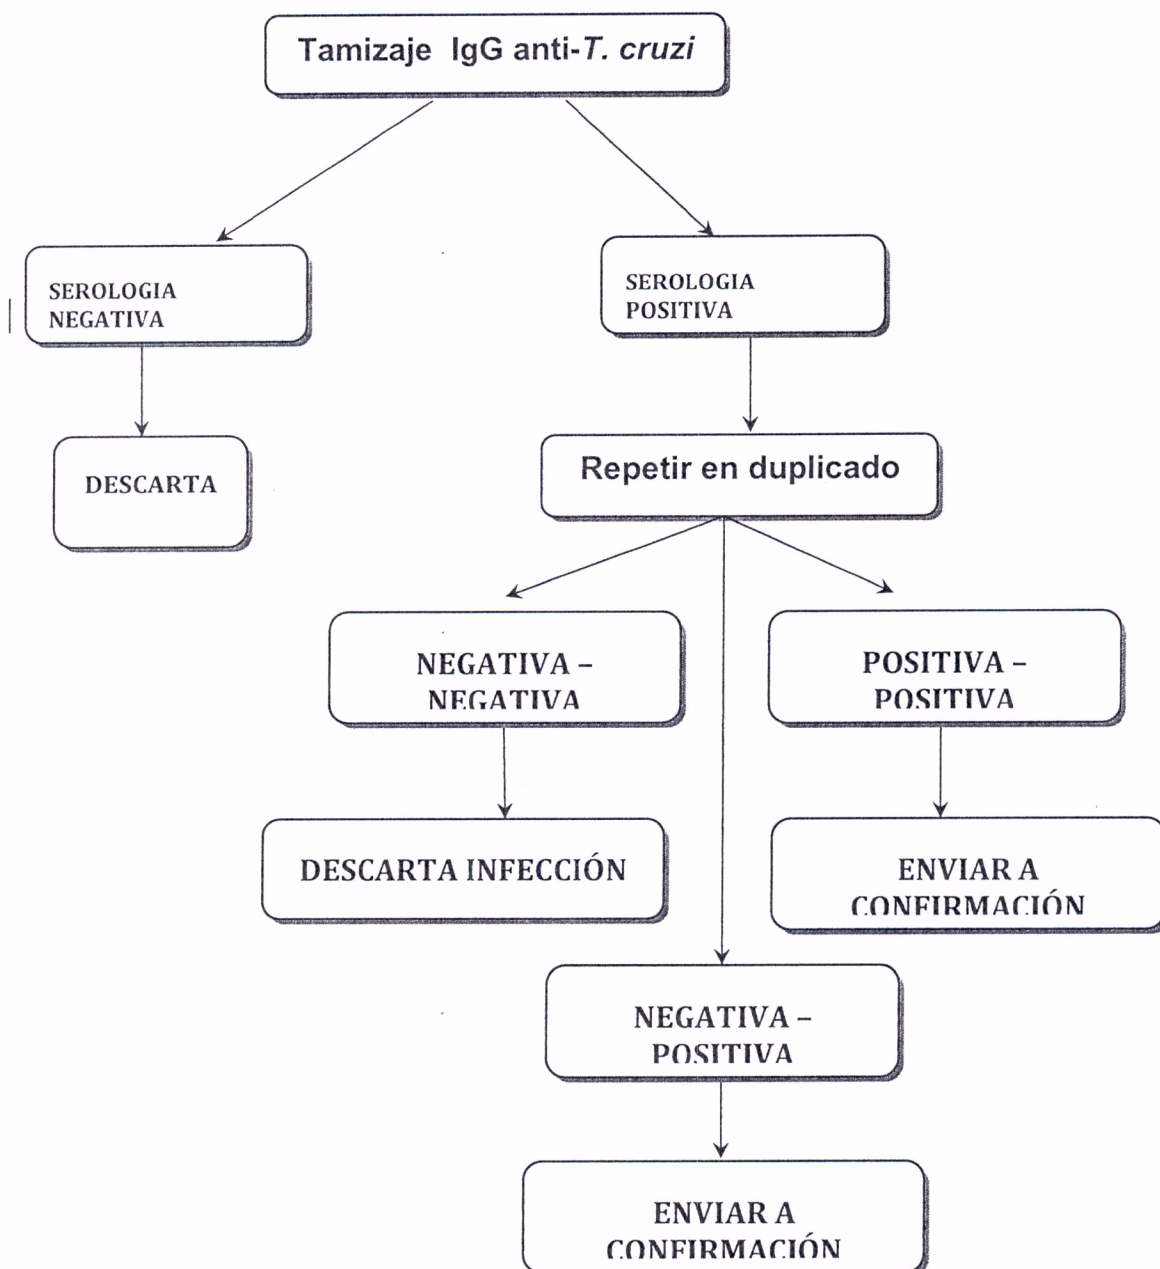 Tamizaje IgG anti-T. cruzi
SEROLOGIA
NEGATIVA
SEROLOGIA
POSITIVA
DESCARTA
Repetir en duplicado
NEGATIVA –
NEGATIVA
POSITIVA –
POSITIVA
DESCARTA INFECCIÓN
ENVIAR A
CONFIRMACIÓN
NEGATIVA –
POSITIVA
ENVIAR A
CONFIRMACIÓN